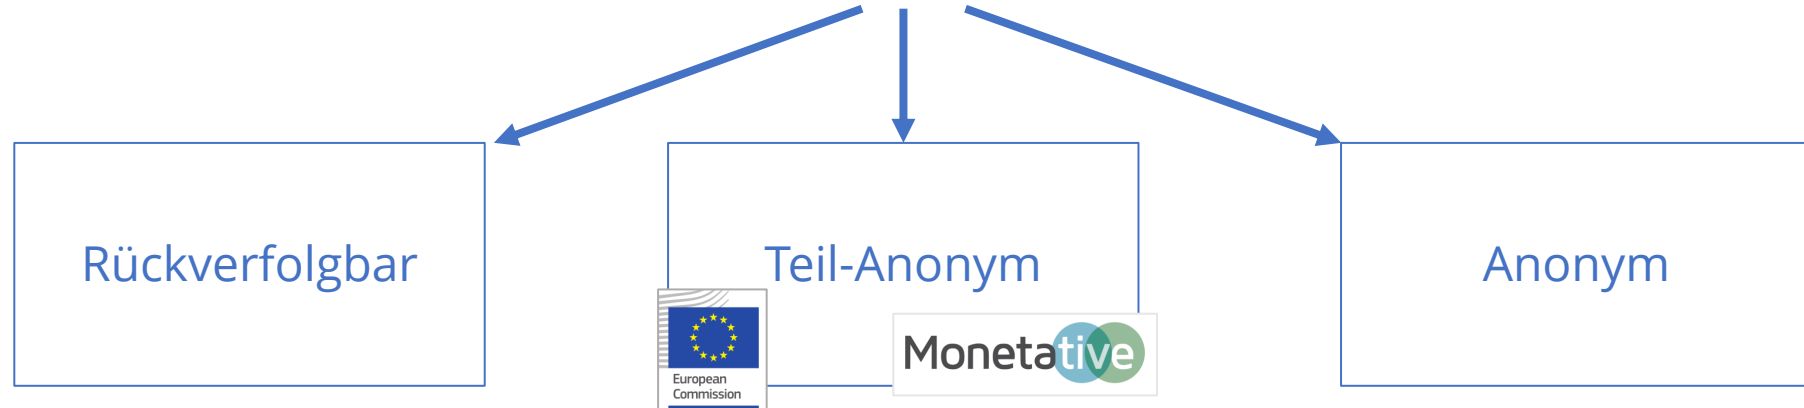 Rückverfolgbar
Teil-Anonym
Anonym
European
Commission
Monetative